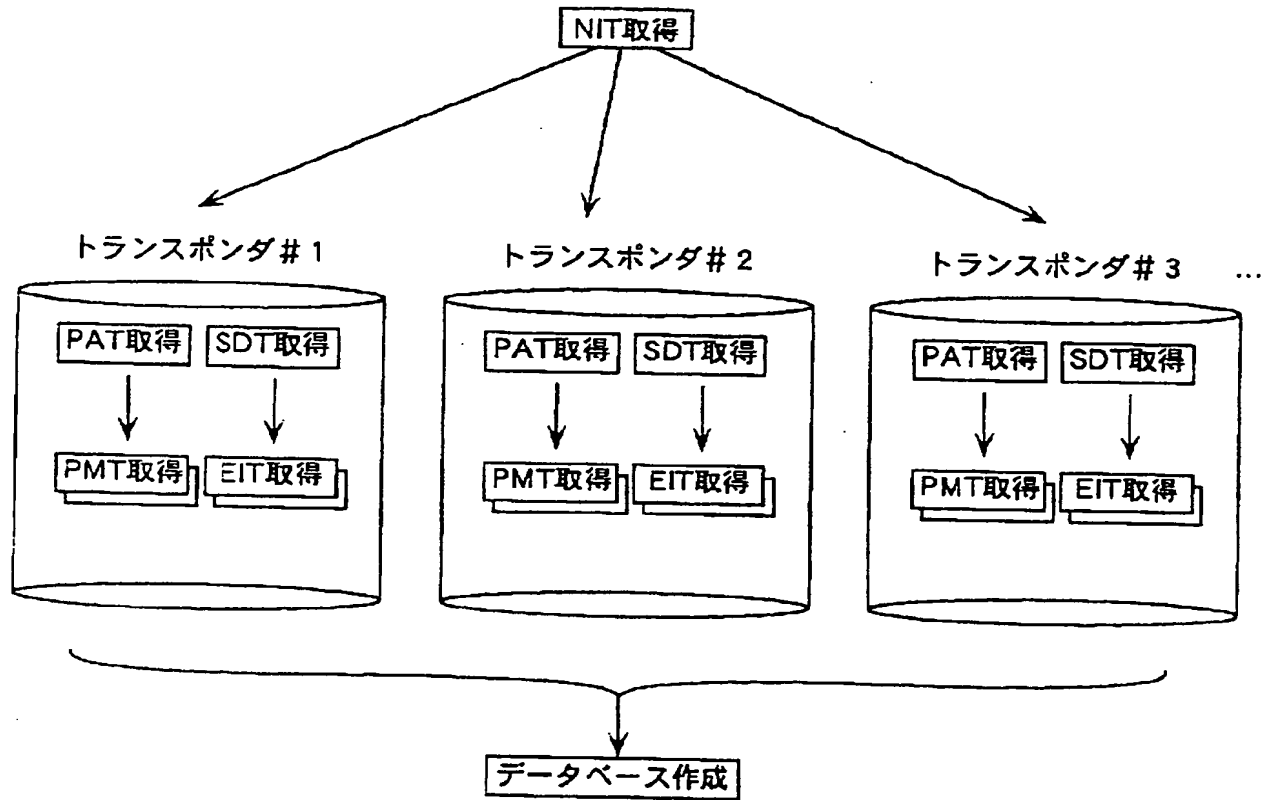 NIT取得
トランスポンダ#1
トランスポンダ#2
トランスポンダ#3 ...
PAT取得 SDT取得
PMT取得 EIT取得
PAT取得 SDT取得
PMT取得 EIT取得
PAT取得 SDT取得
PMT取得 EIT取得
データベース作成